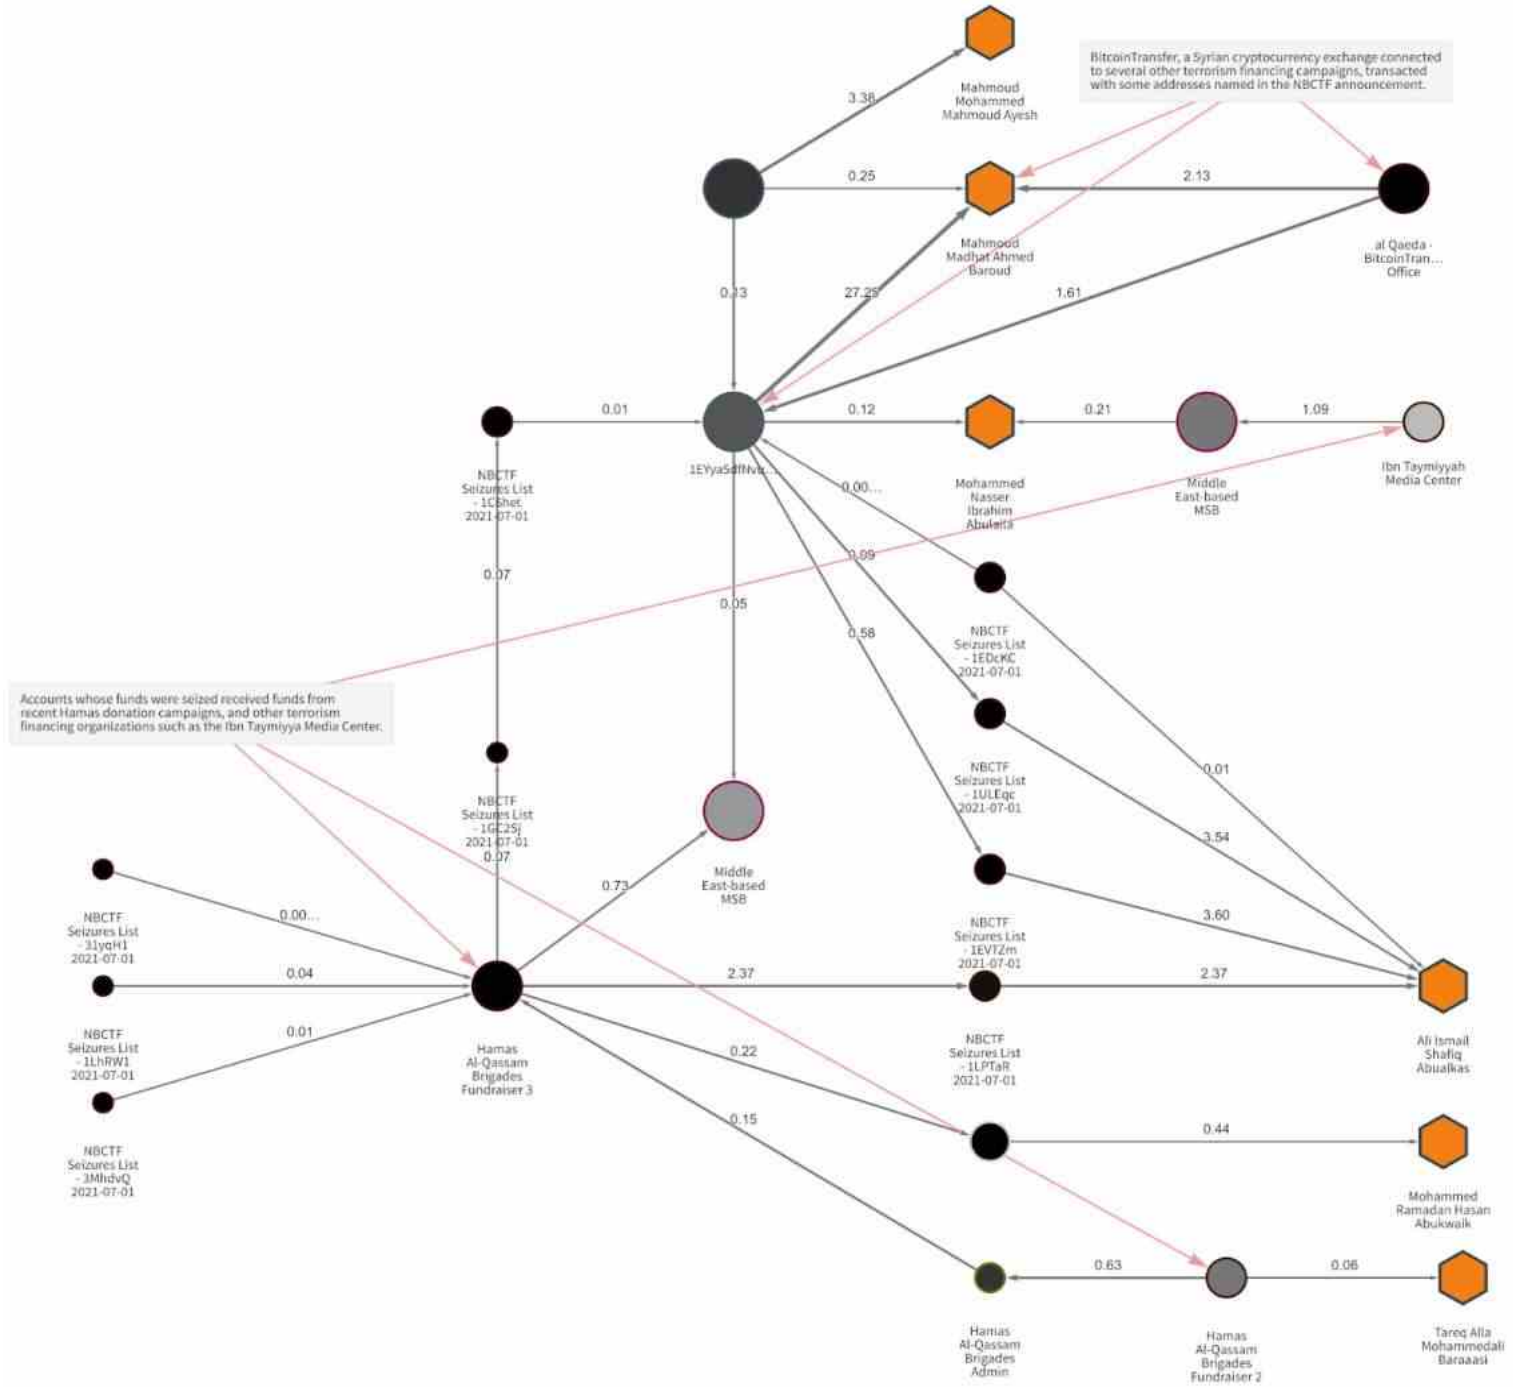 Mahmoud
Mohammed
Mahmoud Ayesh
BitcoinTransfer, a Syrian cryptocurrency exchange connected
to several other terrorism financing campaigns, transacted
with some addresses named in the NBCTF announcement.
3.38
0.25
2.13
Mahmoud
Madhat Ahmed
Baroud
al Qaeda -
BitcoinTran...
Office
0.13
27.25
1.61
0.01
0.12
0.21
1.09
NBCTF
Seizures List
2021-07-01
Mohammed
Nasser
Ibrahim
Abulaila
Middle
East-based
MSB
Ibn Taymiyyah
Media Center
0.00...
0.07
0.05
0.58
NBCTF
Seizures List
- 1EDcKC
2021-07-01
Accounts whose funds were seized received funds from
recent Hamas donation campaigns, and other terrorism
financing organizations such as the Ibn Taymiyya Media Center.
NBCTF
Seizures List
- 1ULEqc
2021-07-01
0.01
3.54
NBCTF
Seizures List
- 1GC2Sj
2021-07-01
0.07
Middle
East-based
MSB
0.73
NBCTF
Seizures List
- 31yqH1
2021-07-01
0.00...
NBCTF
Seizures List
- 1EVTZm
2021-07-01
3.60
0.04
2.37
2.37
NBCTF
Seizures List
- 1LhRW1
2021-07-01
0.01
Hamas
Al-Qassam
Brigades
Fundraiser 3
0.22
NBCTF
Seizures List
- 1LPTaR
2021-07-01
Ali Ismail
Shafiq
Abualkas
NBCTF
Seizures List
- 3MhdvQ
2021-07-01
0.15
0.44
Mohammed
Ramadan Hasan
Abukwaik
0.63
0.06
Hamas
Al-Qassam
Brigades
Admin
Hamas
Al-Qassam
Brigades
Fundraiser 2
Tareq Alla
Mohammedali
Baraaasi